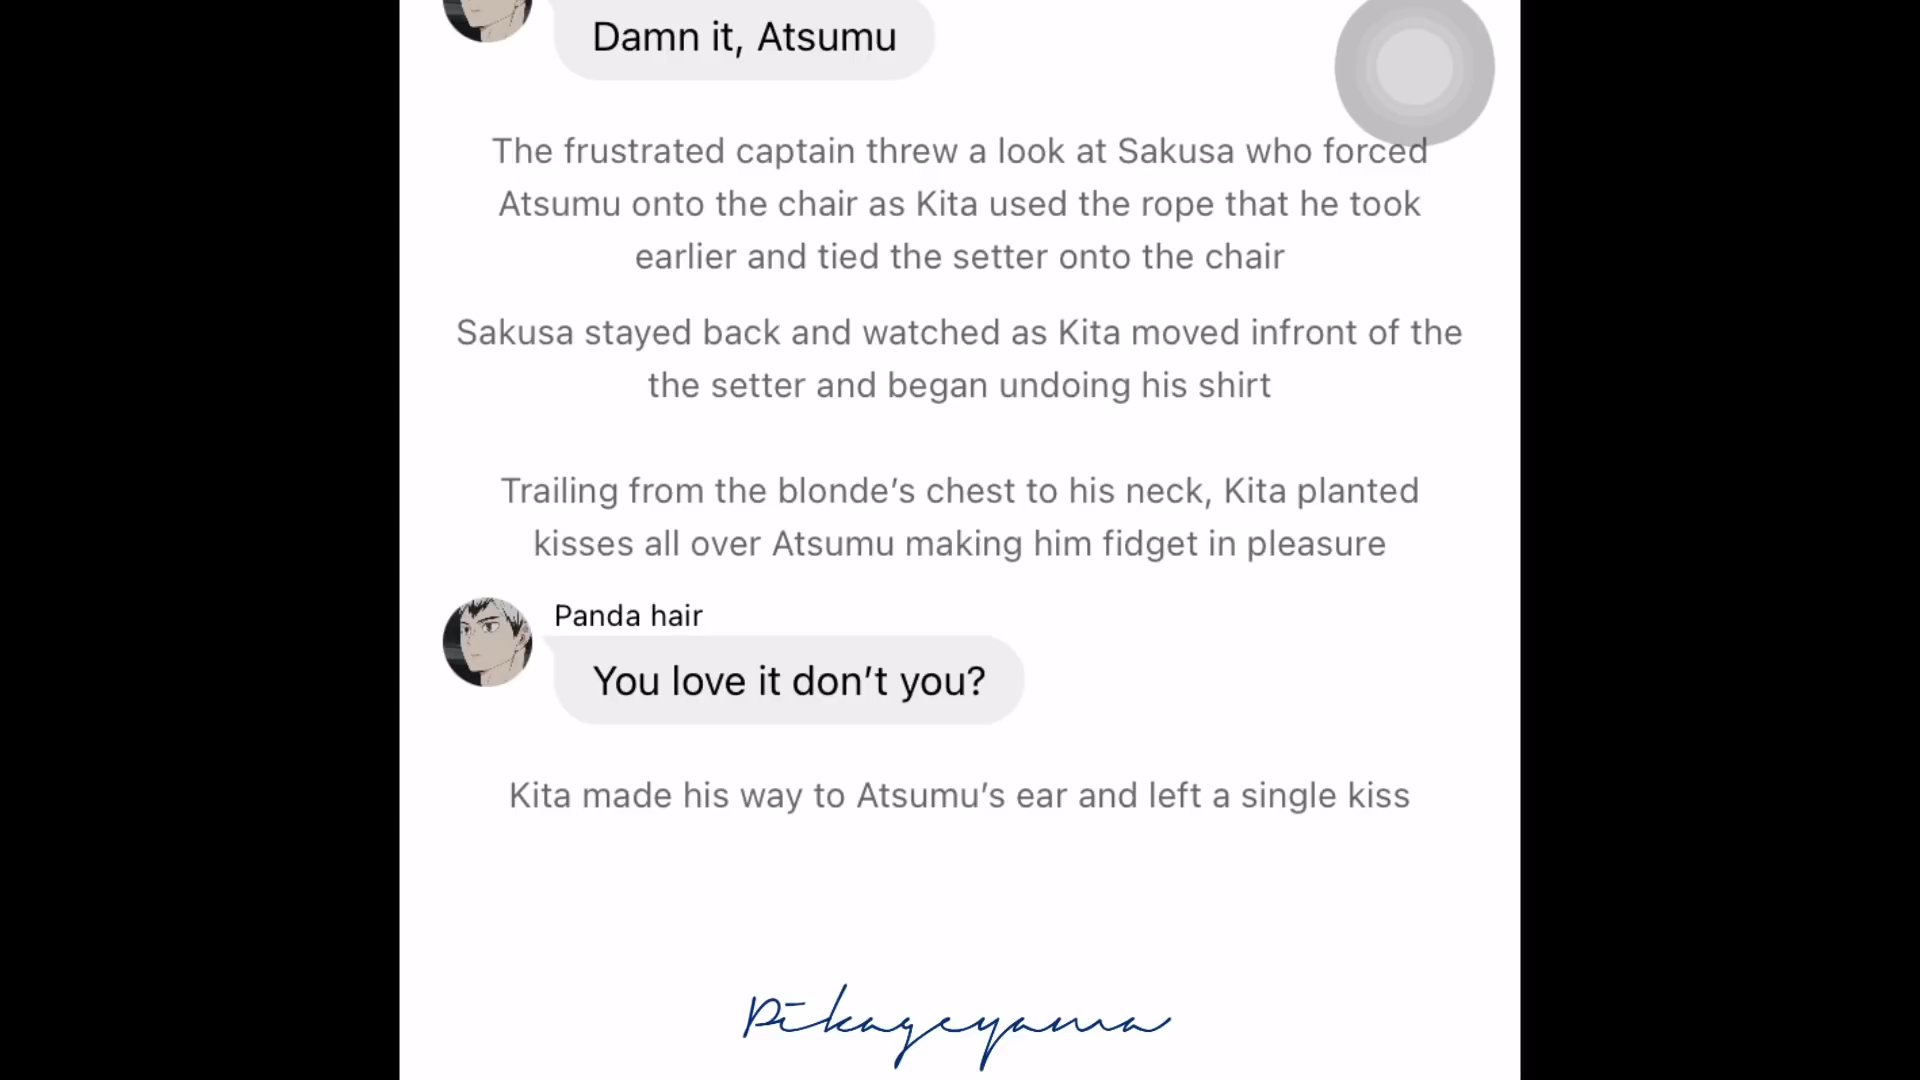 Damn it, Atsumu
The frustrated captain threw a look at Sakusa who forced
Atsumu onto the chair as Kita used the rope that he took
earlier and tied the setter onto the chair
Sakusa stayed back and watched as Kita moved infront of the
the setter and began undoing his shirt
Trailing from the blonde’s chest to his neck, Kita planted
kisses all over Atsumu making him fidget in pleasure
Panda hair
You love it don’t you?
Kita made his way to Atsumu’s ear and left a single kiss
Pikageyama